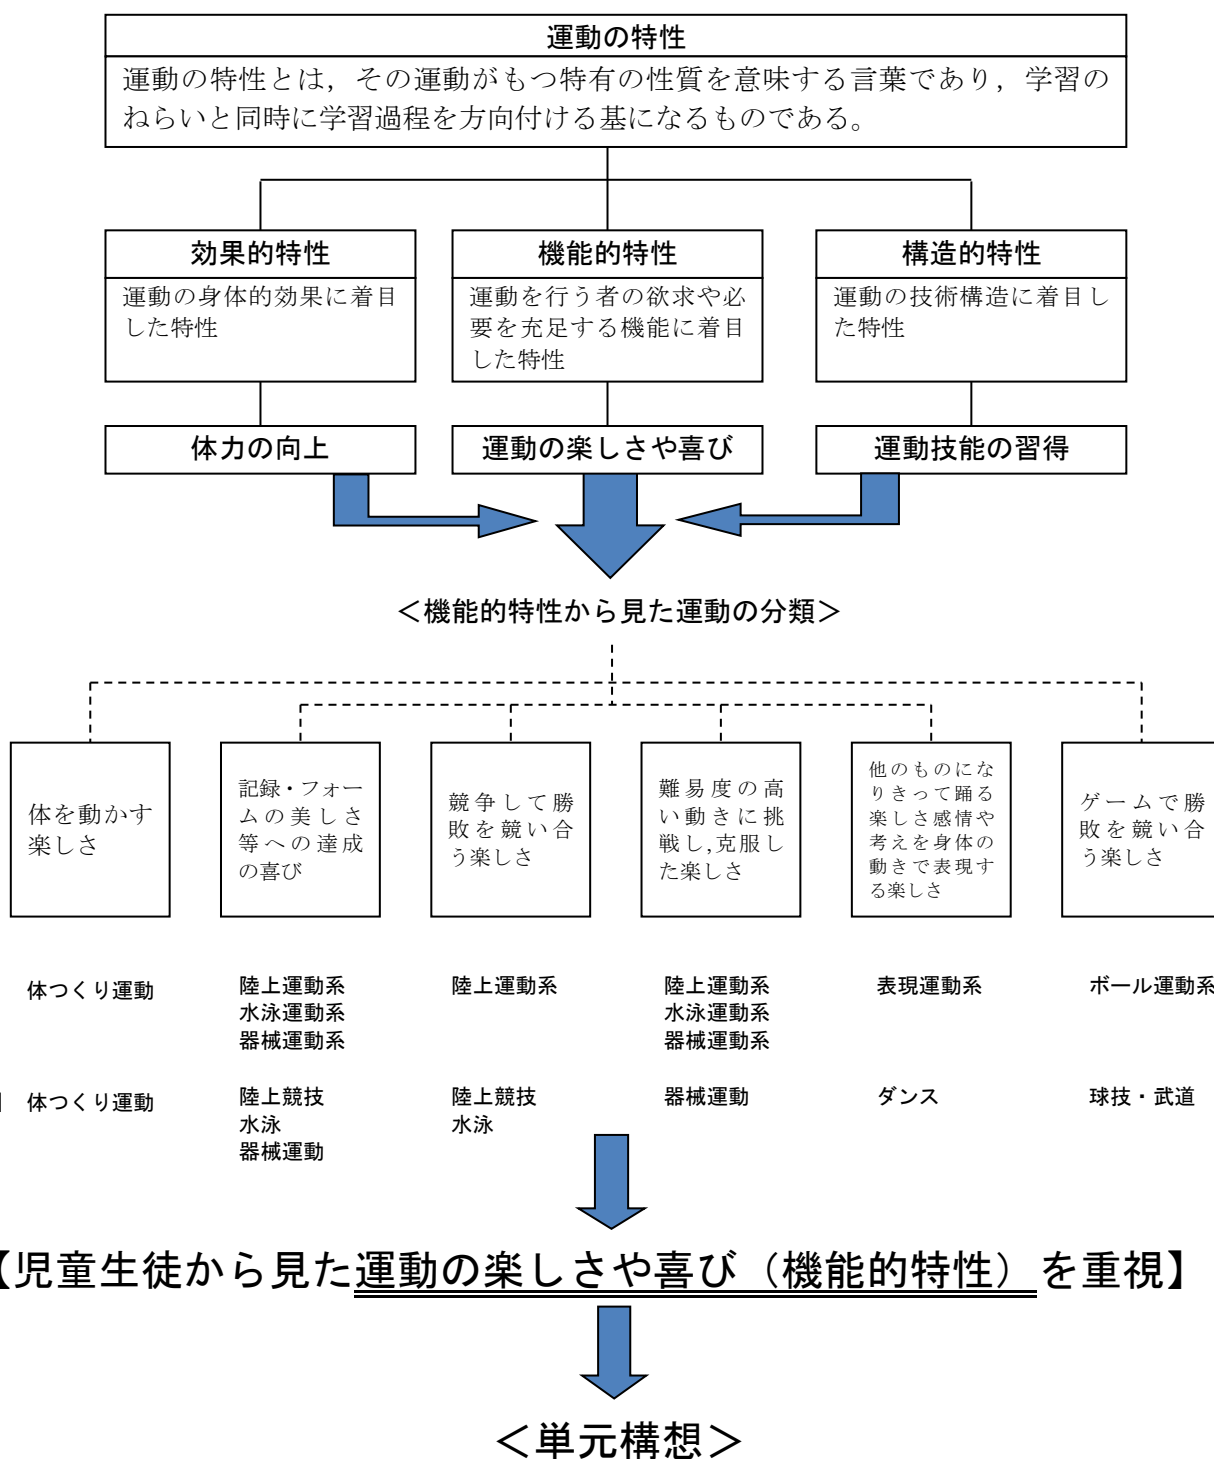 運動の特性
運動の特性とは，その運動がもつ特有の性質を意味する言葉であり，学習の
ねらいと同時に学習過程を方向付ける基になるものである。
効果的特性
運動の身体的効果に着目
した特性
機能的特性
運動を行う者の欲求や必
要を充足する機能に着目
した特性
構造的特性
運動の技術構造に着目し
た特性
体力の向上
運動の楽しさや喜び
運動技能の習得
＜機能的特性から見た運動の分類＞
体を動かす
楽しさ
記録・フォー
ムの美しさ
等への達成
の喜び
競争して勝
敗を競い合
う楽しさ
難易度の高
い動きに挑
戦し,克服し
た楽しさ
他のものにな
りきって踊る
楽しさ感情や
考えを身体の
動きで表現す
る楽しさ
ゲームで勝
敗を競い合
う楽しさ
体つくり運動
陸上運動系
水泳運動系
器械運動系
陸上運動系
陸上運動系
水泳運動系
器械運動系
表現運動系
ボール運動系
体つくり運動
陸上競技
水泳
器械運動
陸上競技
水泳
器械運動
ダンス
球技・武道
【児童生徒から見た運動の楽しさや喜び（機能的特性）を重視】
＜単元構想＞